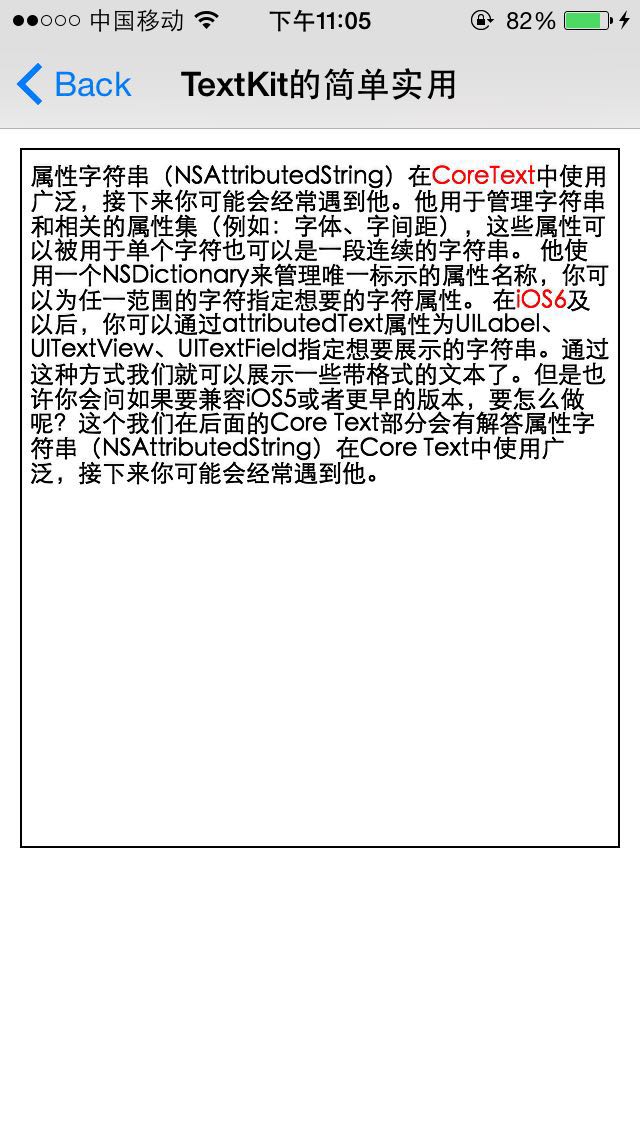 中国移动 下午11:05 82%
Back TextKit的简单实用
属性字符串（NSAttributedString）在CoreText中使用
广泛，接下来你可能会经常遇到他。他用于管理字符串
和相关的属性集（例如：字体、字间距），这些属性可
以被用于单个字符也可以是一段连续的字符串。 他使
用一个NSDictionary来管理唯一标示的属性名称，你可
以为任一范围的字符指定想要的字符属性。 在iOS6及
以后，你可以通过attributedText属性为UILabel、
UITextView、UITextField指定想要展示的字符串。通过
这种方式我们就可以展示一些带格式的文本了。但是也
许你会问如果要兼容iOS5或者更早的版本，要怎么做
呢？这个我们在后面的Core Text部分会有解答属性字
符串（NSAttributedString）在Core Text中使用广
泛，接下来你可能会经常遇到他。